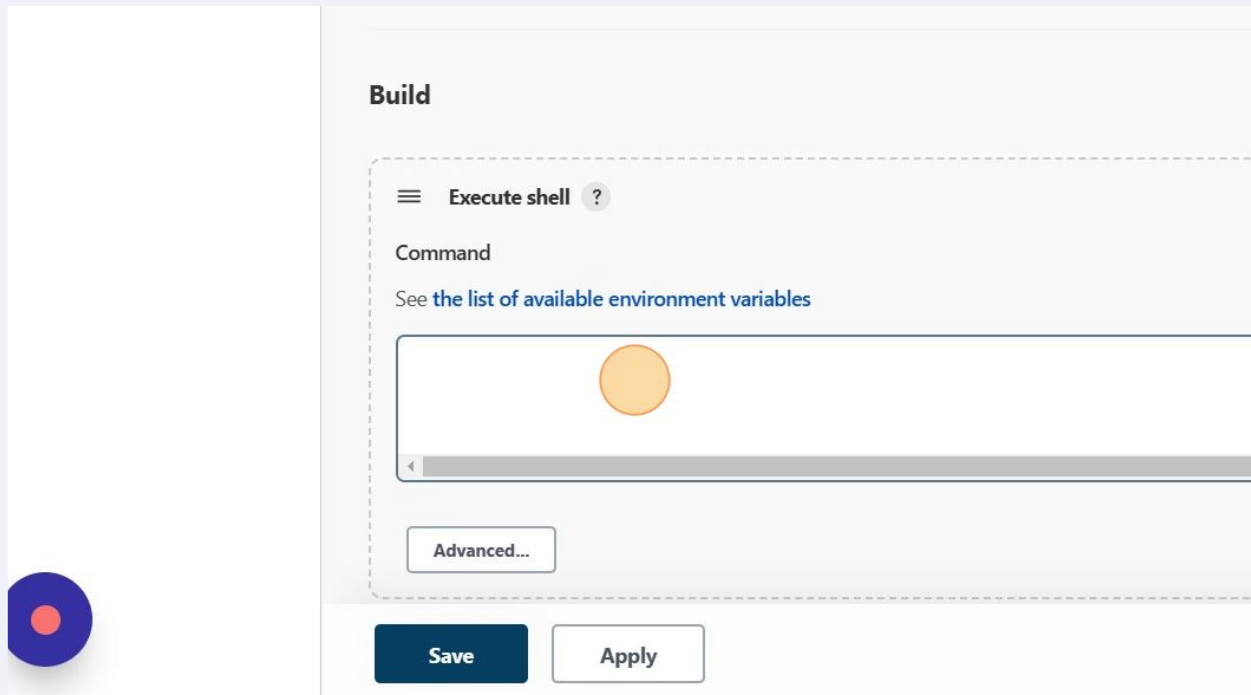 Build
Execute shell ?
Command
See the list of available environment variables
Advanced...
Save Apply